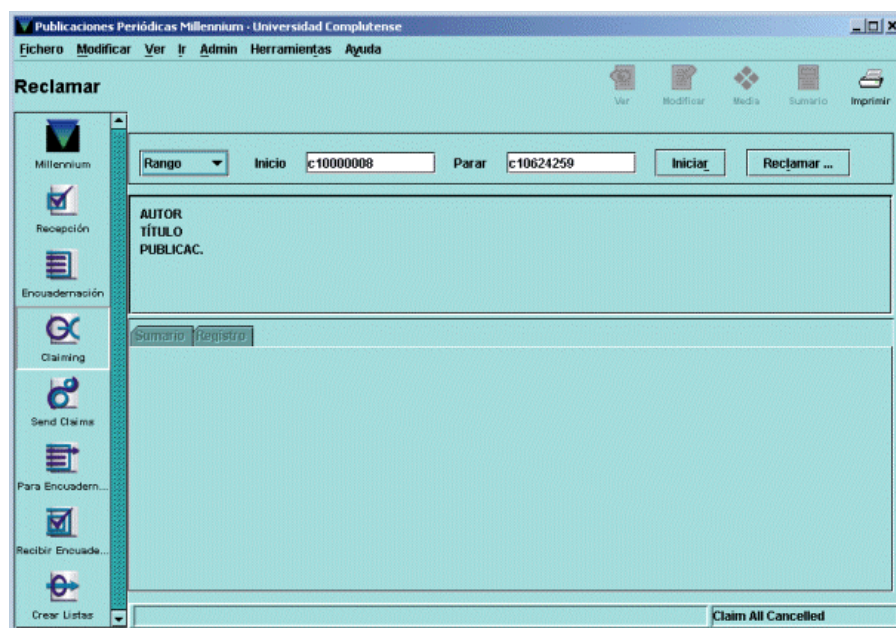 Publicaciones Periódicas Millennium - Universidad Complutense
Fichero Modificar Ver Ir Admin Herramientas Ayuda
Reclamar
Ver Modificar Media Sumario Imprimir
Millennium
Rango Inicio c10000008 Parar c10624259 Iniciar Reclamar ...
Recepción
AUTOR
TÍTULO
PUBLICAC.
Encuadernación
Sumario Registro
Claiming
Send Claims
Para Encuadern...
Recibir Encuade...
Crear Listas
Claim All Cancelled